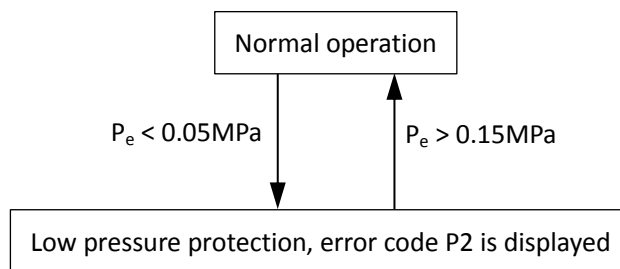 Normal operation
Pₑ < 0.05MPa
Pₑ > 0.15MPa
Low pressure protection, error code P2 is displayed